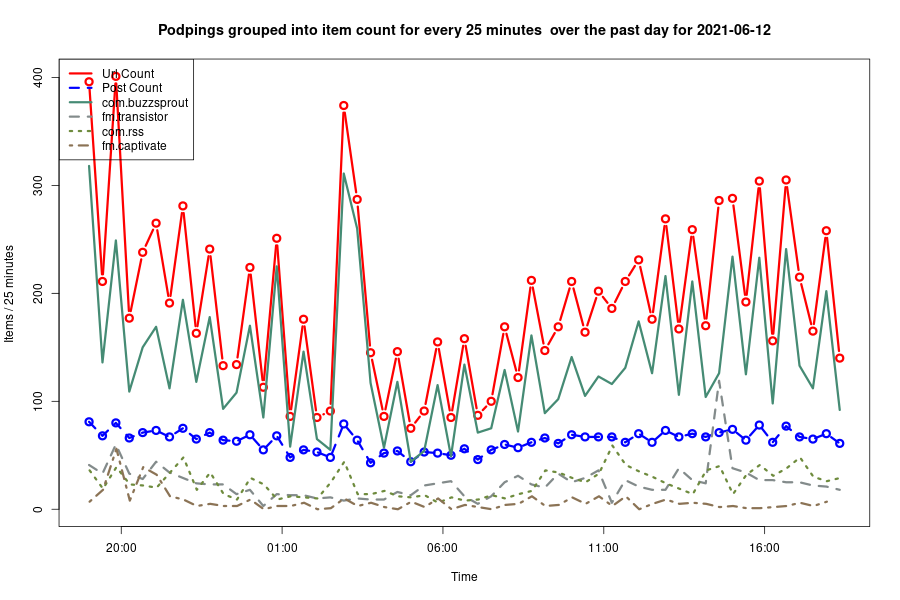 Podpings grouped into item count for every 25 minutes  over the past day for 2021-06-12
Url Count
Post Count
com.buzzsprout
fm.transistor
com.rss
fm.captivate
400
300
200
100
0
Items / 25 minutes
20:00 01:00 06:00 11:00 16:00
Time